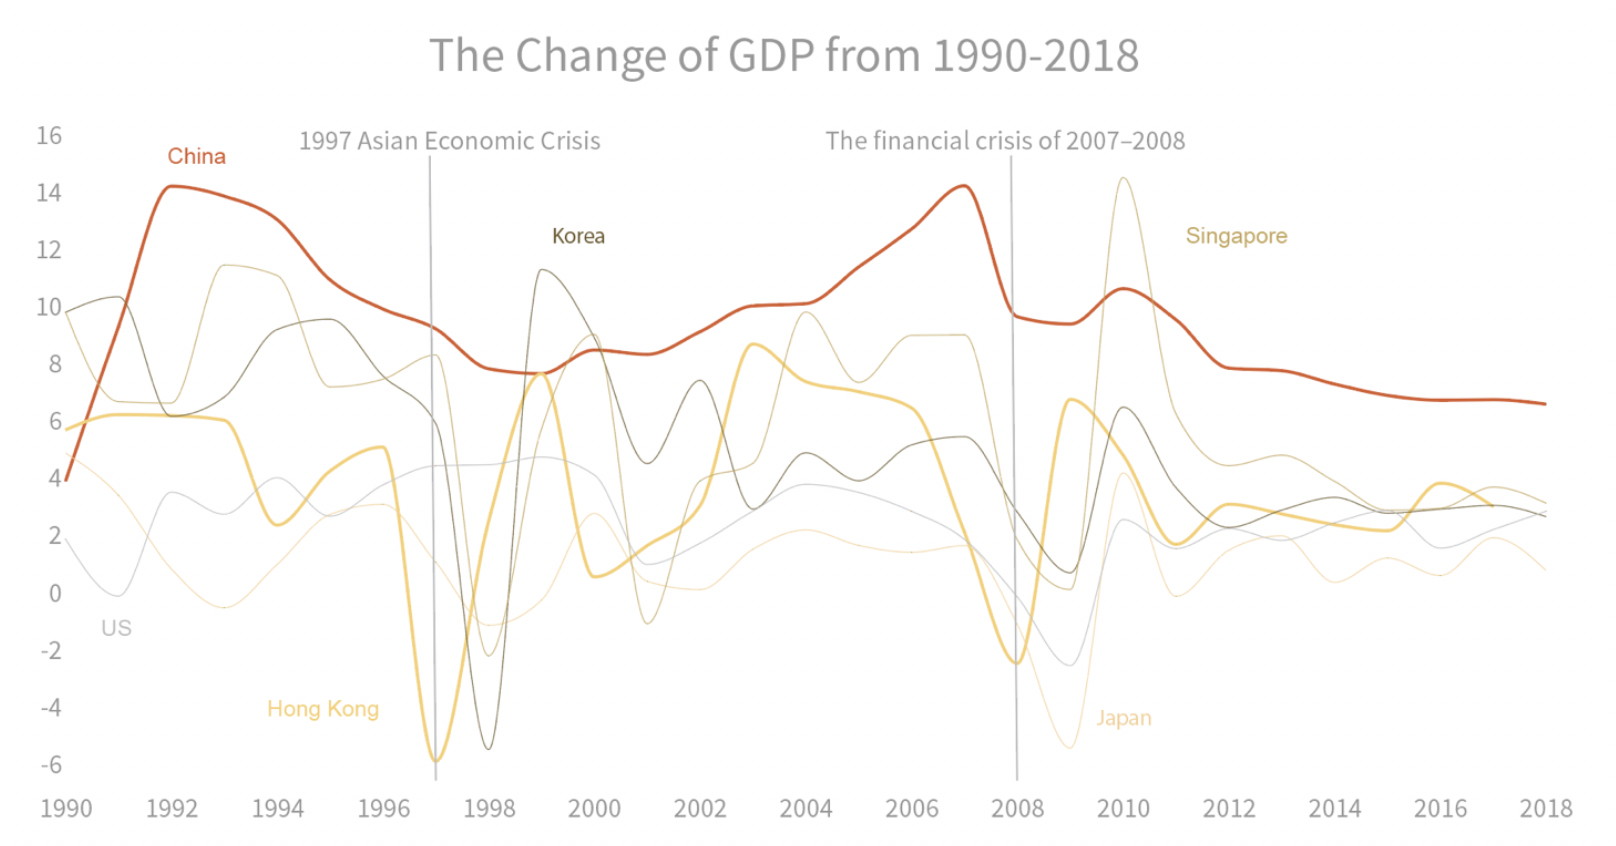 The Change of GDP from 1990-2018
16
1997 Asian Economic Crisis
The financial crisis of 2007–2008
China
14
Korea
Singapore
12
10
8
6
4
2
0
US
-2
-4
Hong Kong
Japan
-6
1990 1992 1994 1996 1998 2000 2002 2004 2006 2008 2010 2012 2014 2016 2018